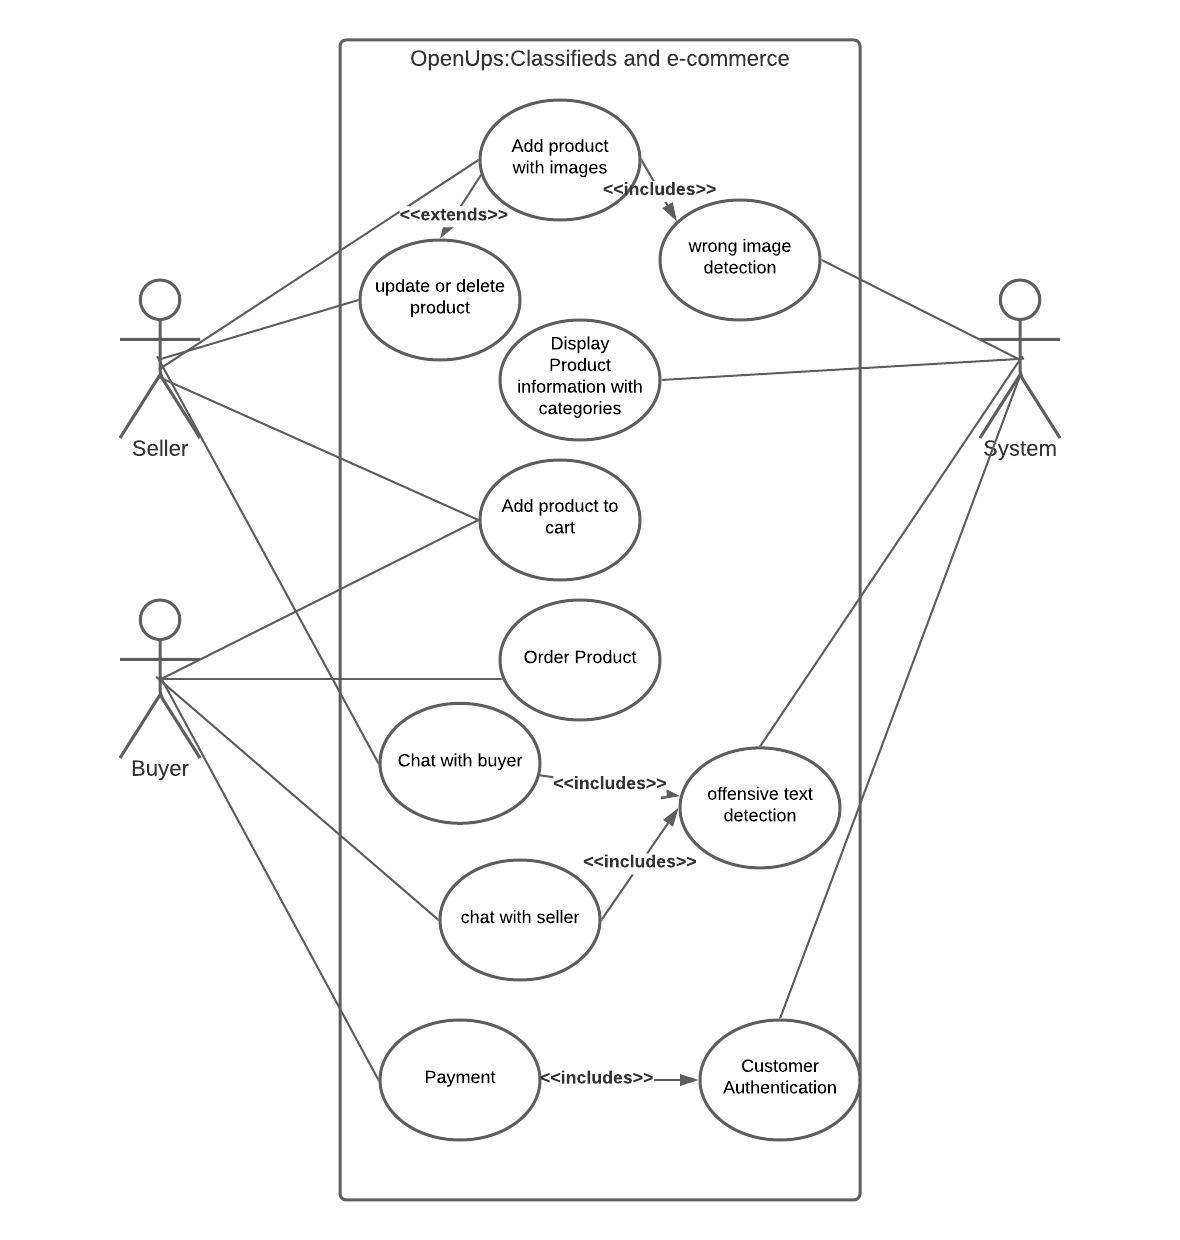 OpenUps:Classifieds and e-commerce
Add product
with images
<<includes>>
<<extends>>
wrong image
detection
update or delete
product
Display
Product
information with
categories
Seller
System
Add product to
cart
Order Product
Buyer
Chat with buyer
<<includes>>
offensive text
detection
<<includes>>
chat with seller
Payment
<<includes>>
Customer
Authentication